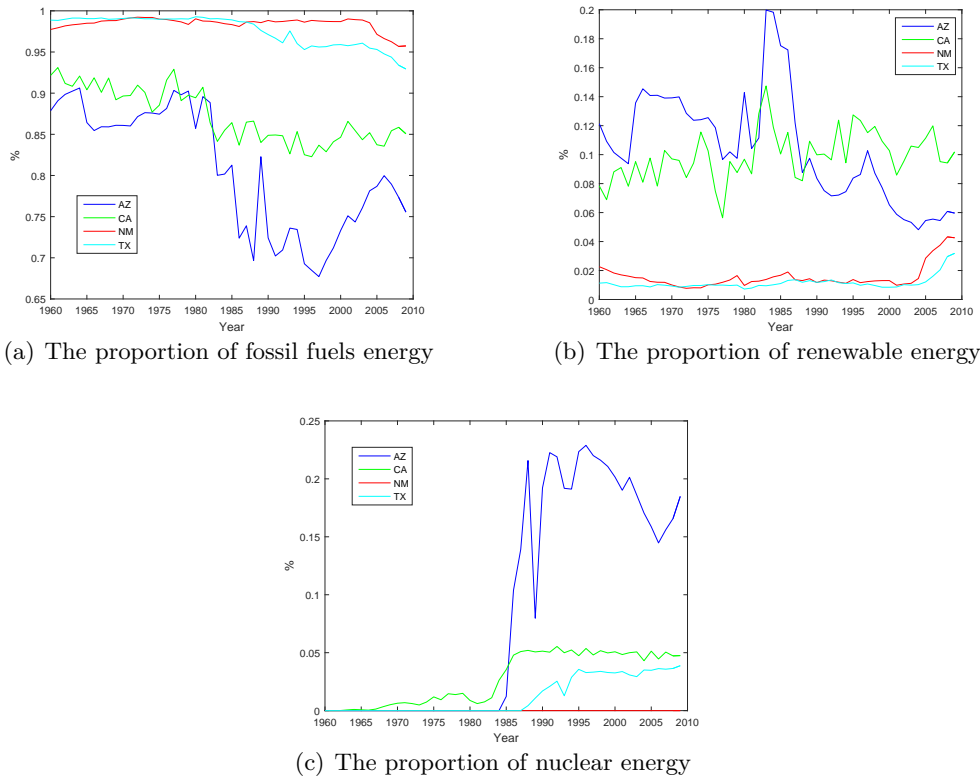 1
0.95
0.9
0.85
0.8
0.75
0.7
0.65
%
AZ
CA
NM
TX
1960 1965 1970 1975 1980 1985 1990 1995 2000 2005 2010
Year
(a) The proportion of fossil fuels energy
0.2
0.18
0.16
0.14
0.12
0.1
0.08
0.06
0.04
0.02
0
%
AZ
CA
NM
TX
1960 1965 1970 1975 1980 1985 1990 1995 2000 2005 2010
Year
(b) The proportion of renewable energy
0.25
0.2
0.15
0.1
0.05
0
%
AZ
CA
NM
TX
1960 1965 1970 1975 1980 1985 1990 1995 2000 2005 2010
Year
(c) The proportion of nuclear energy